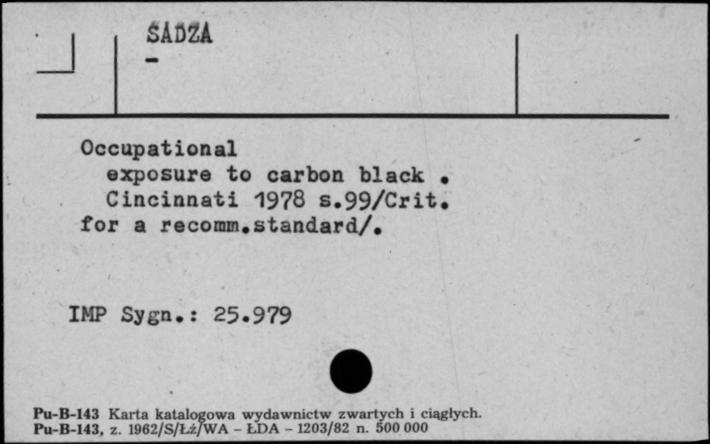 SADZA
-
Occupational
exposure to carbon black .
Cincinnati 1978 s.99/Crit.
for a recomm.standard/.
IMP Sygn.: 25.979
Pu-B-143 Karta katalogowa wydawnictw zwartych i ciągłych.
Pu-B-143, z. 1962/S/Łż/WA - ŁDA - 1203/82 n. 500 000